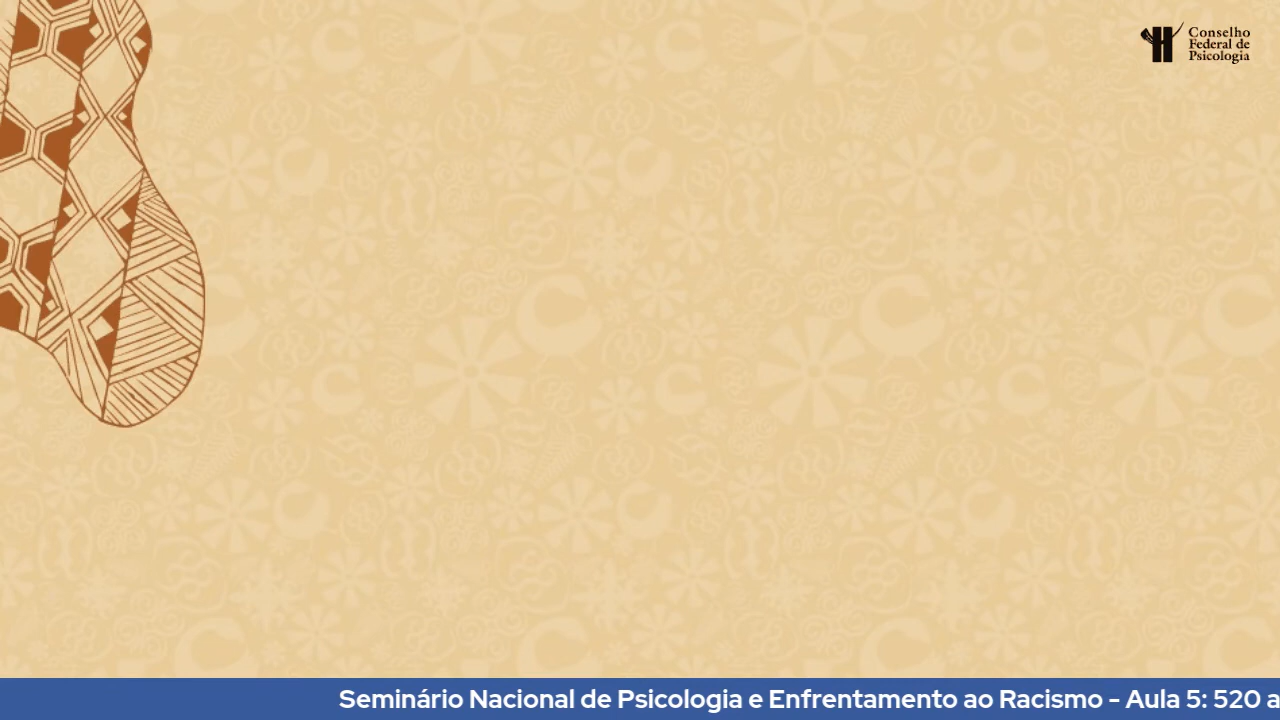 Conselho
Federal de
Psicologia
Seminário Nacional de Psicologia e Enfrentamento ao Racismo - Aula 5: 520 a